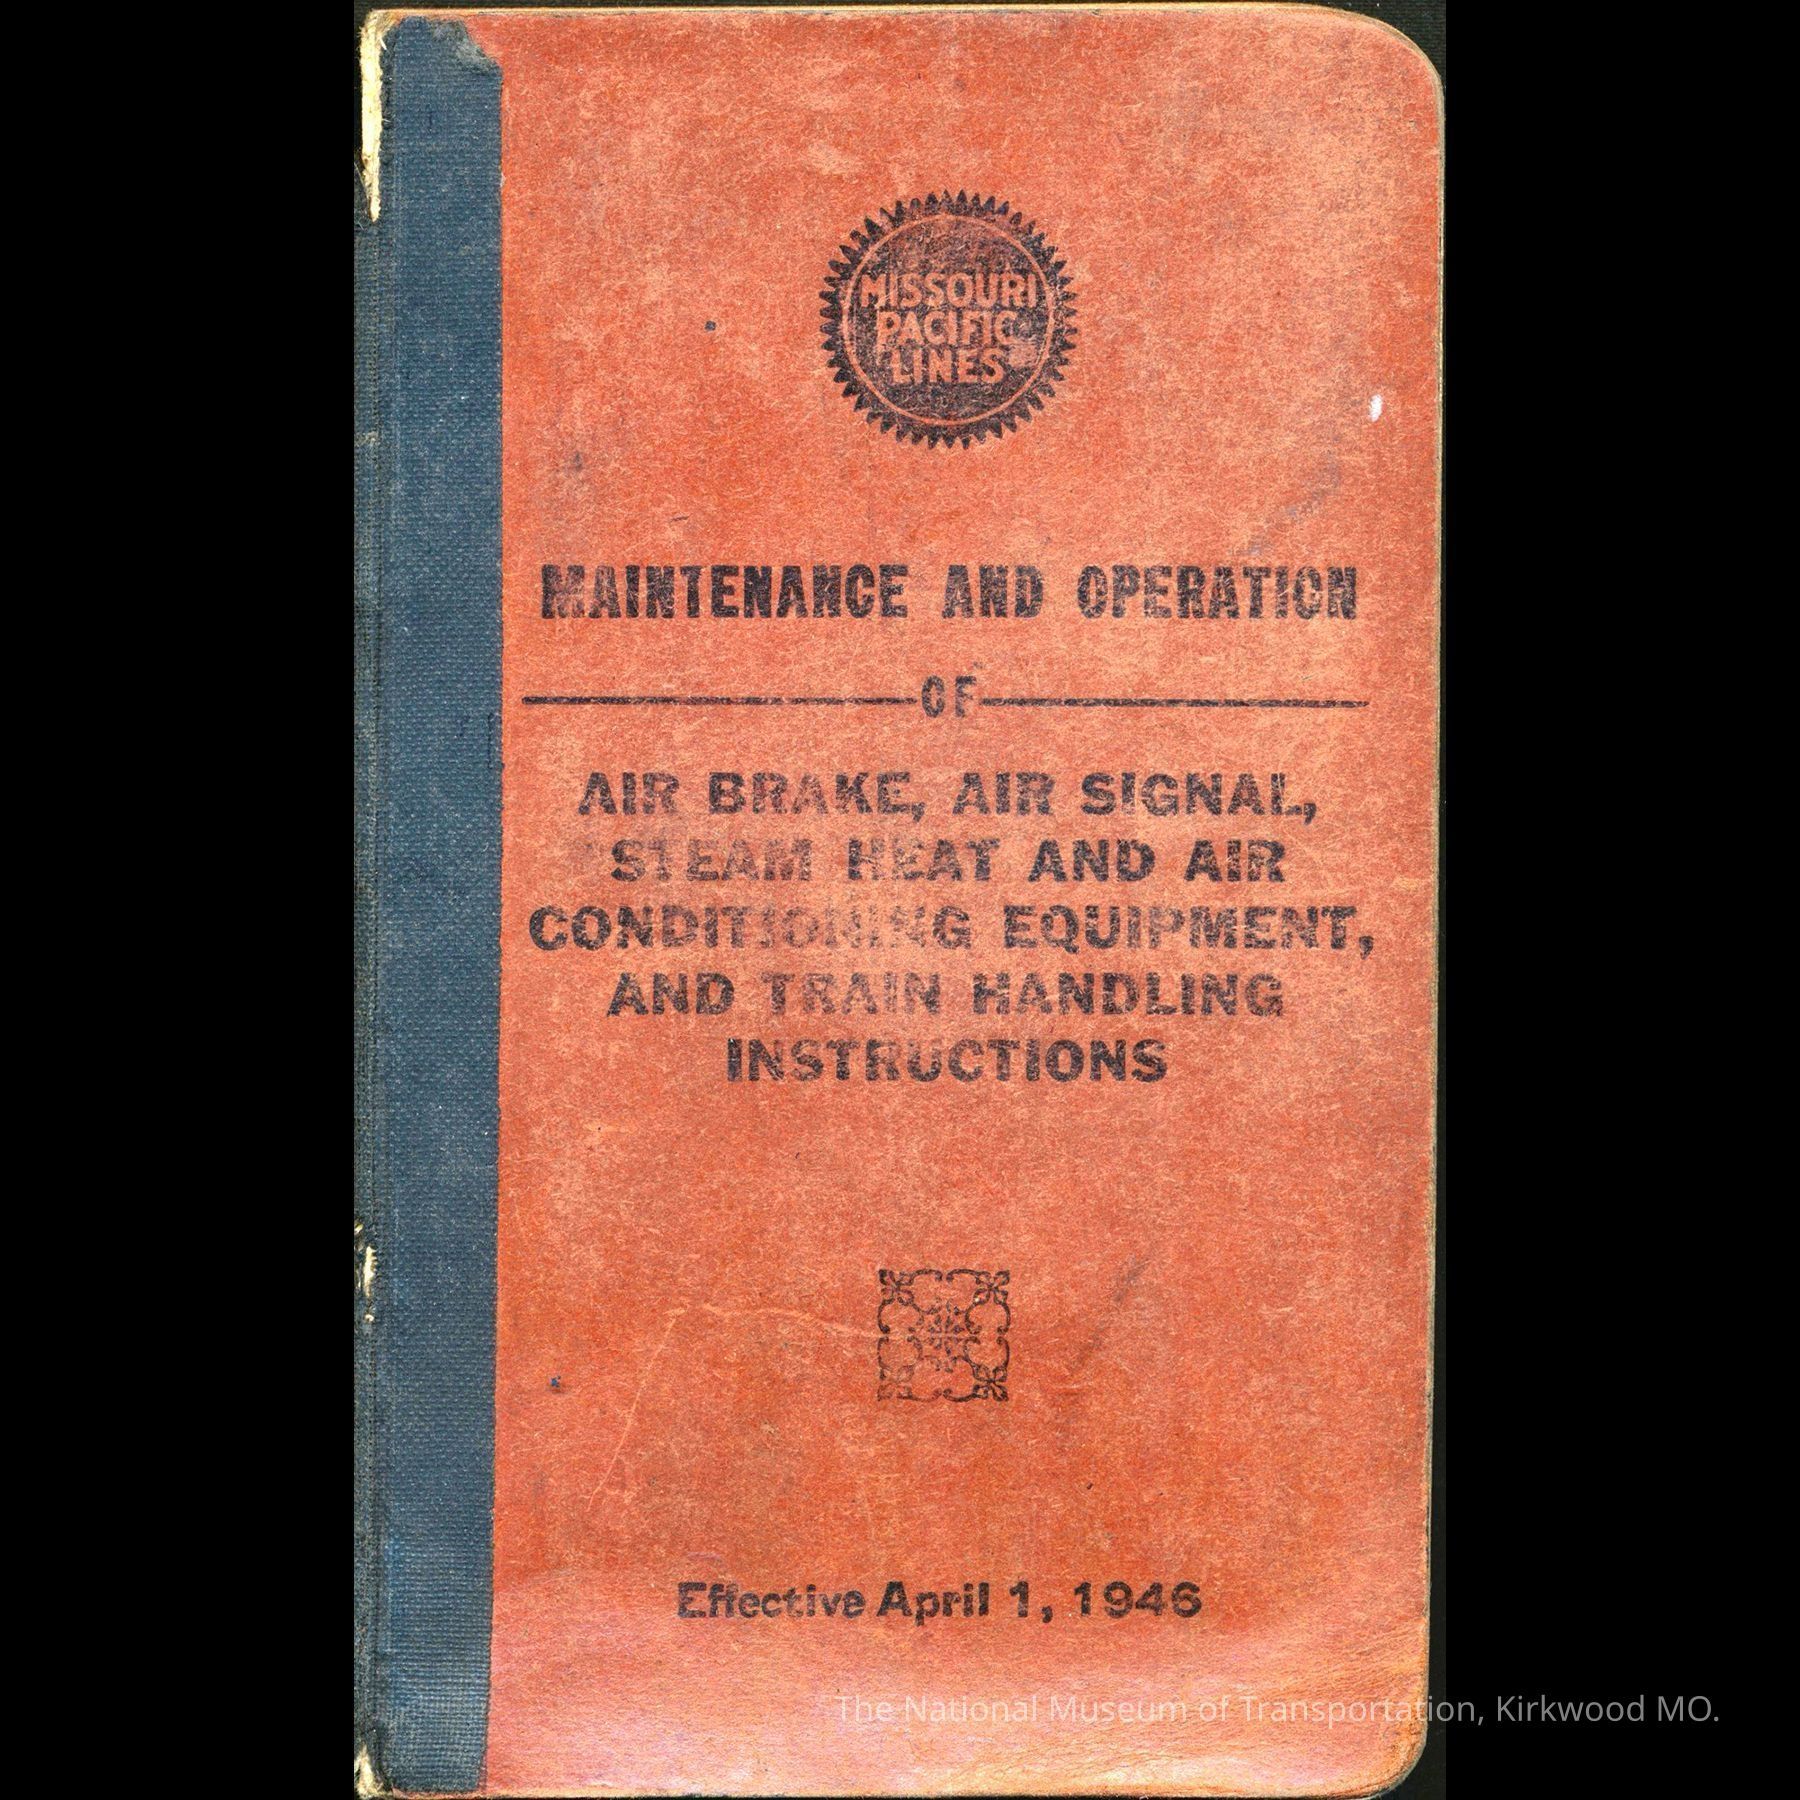 MISSOURI
PACIFIC
LINES
MAINTENANCE AND OPERATION
OF
AIR BRAKE, AIR SIGNAL,
STEAM HEAT AND AIR
CONDITIONING EQUIPMENT,
AND TRAIN HANDLING
INSTRUCTIONS
Effective April 1, 1946
The National Museum of Transportation, Kirkwood MO.